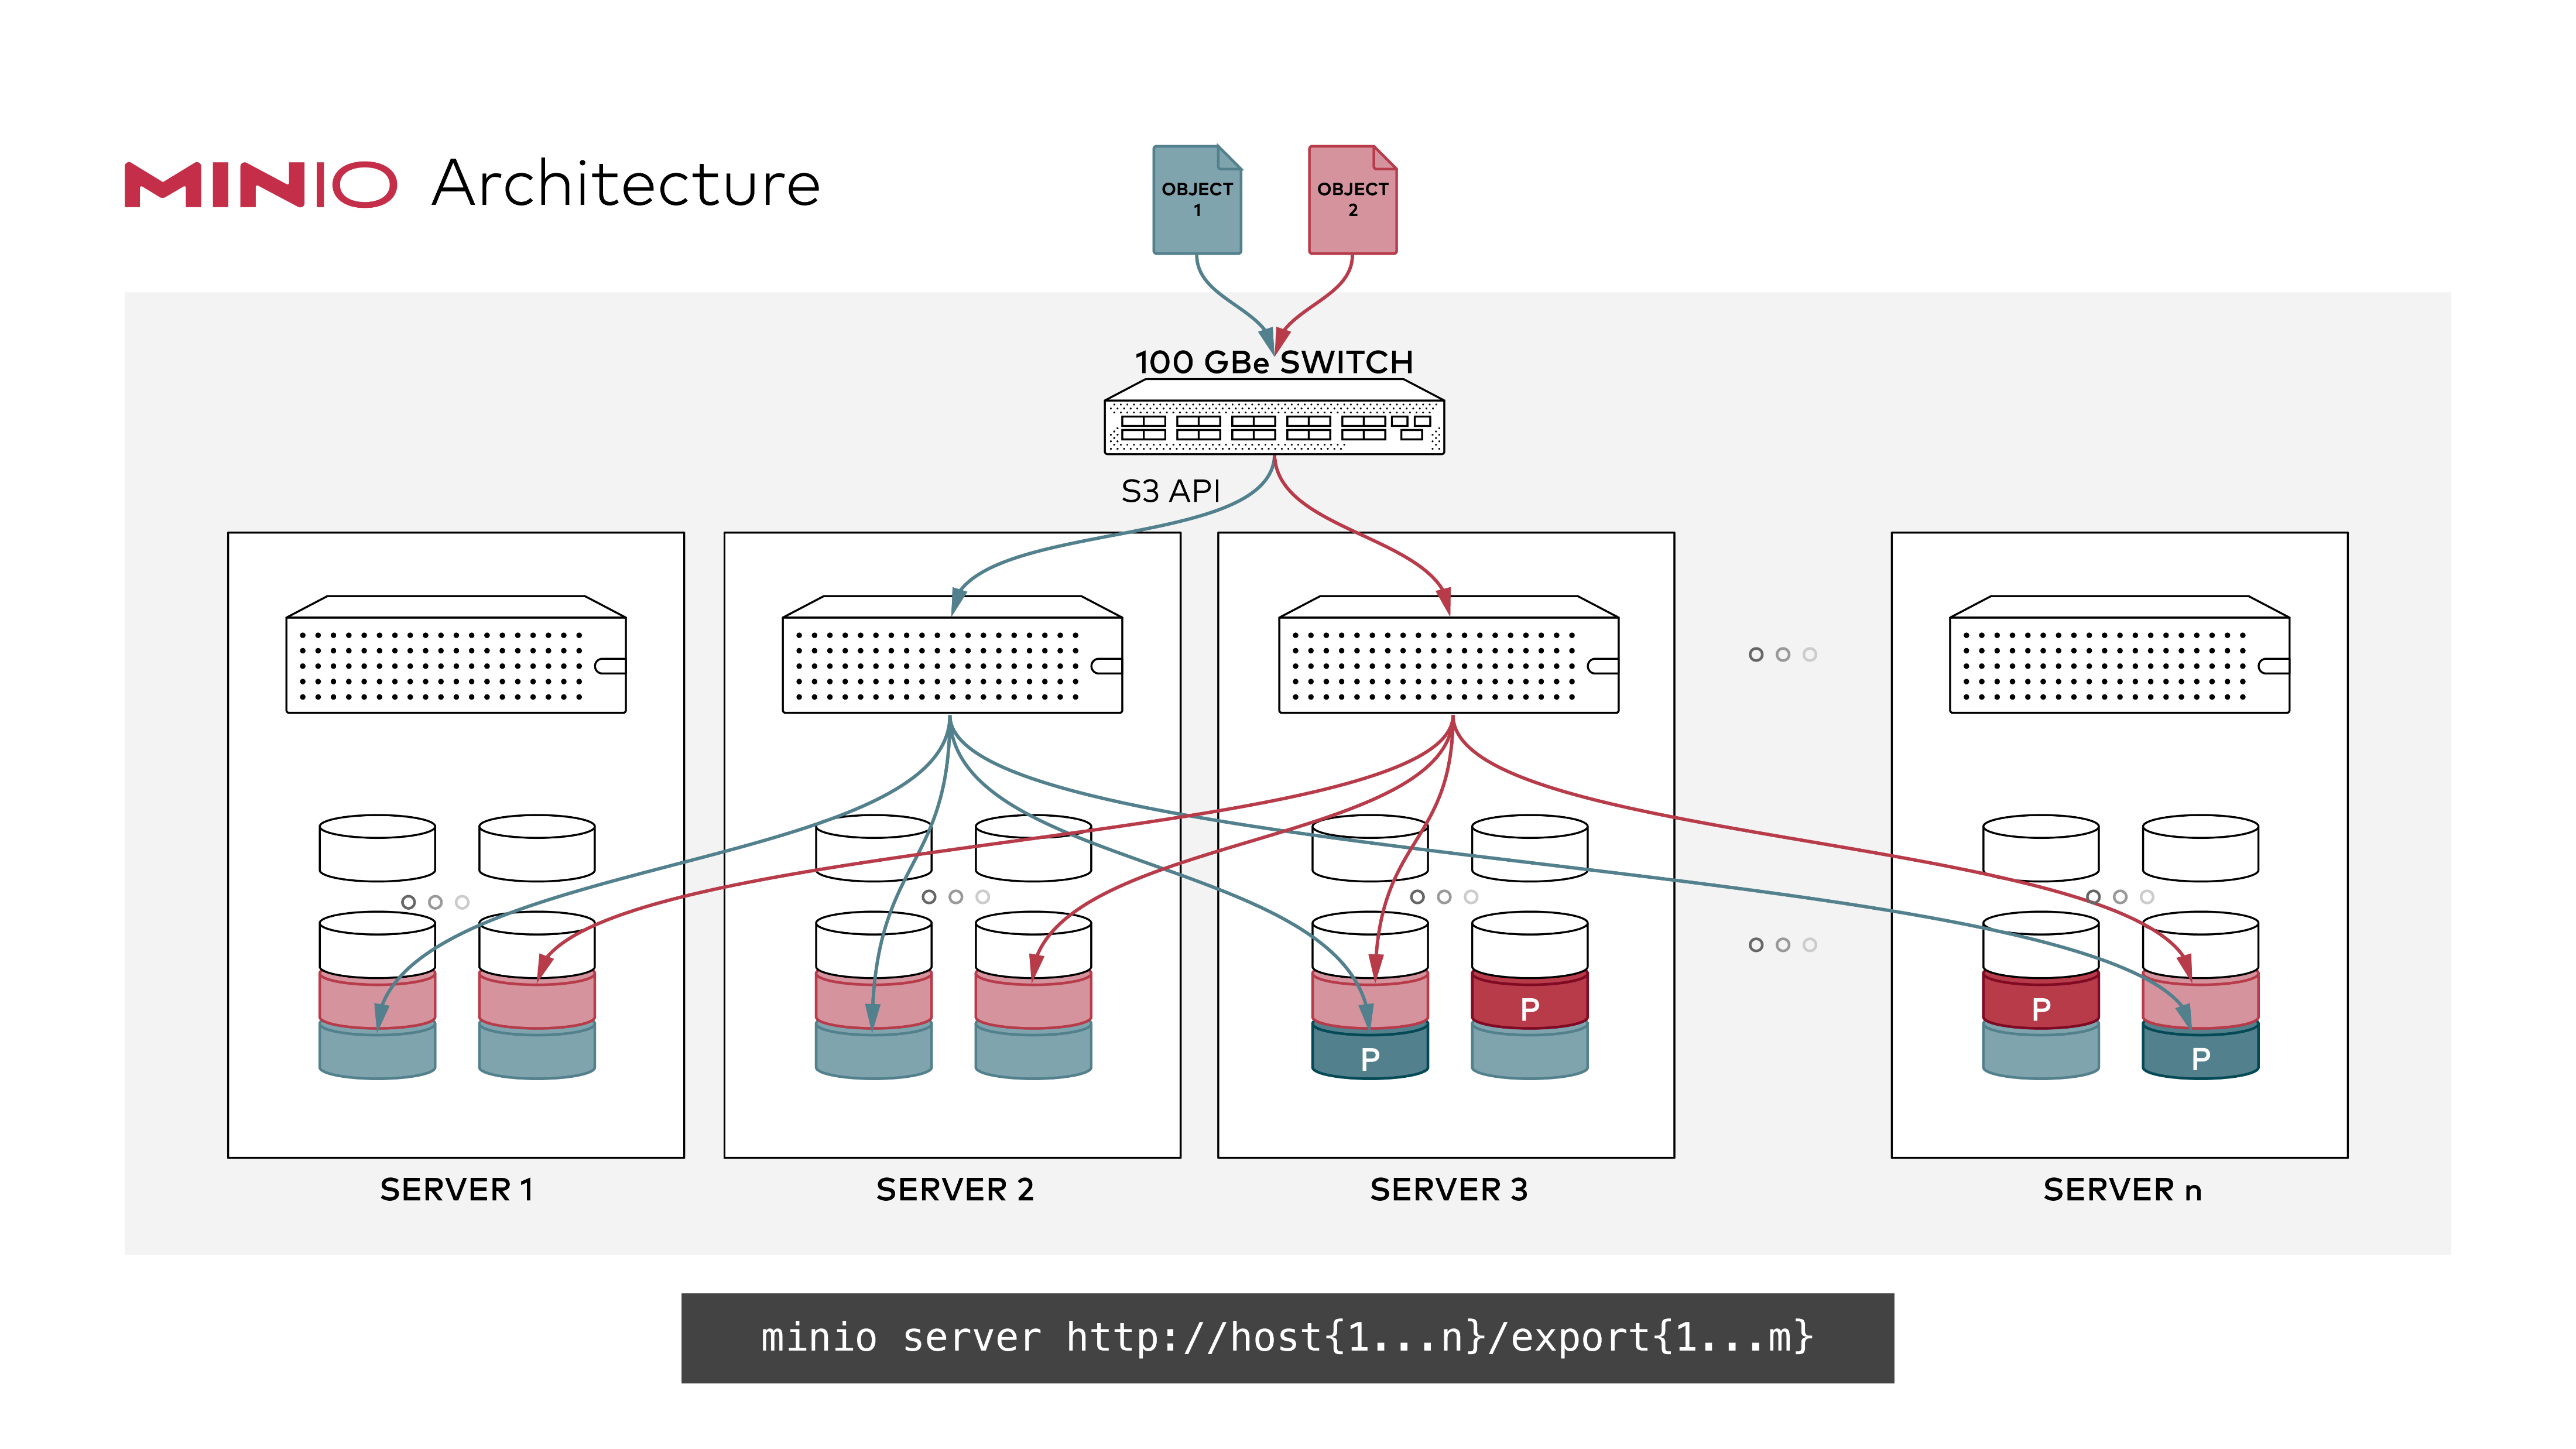 MINIO Architecture
OBJECT
1
OBJECT
2
100 GBe SWITCH
S3 API
P
P
P
P
SERVER 1
SERVER 2
SERVER 3
SERVER n
minio server http://host{1...n}/export{1...m}